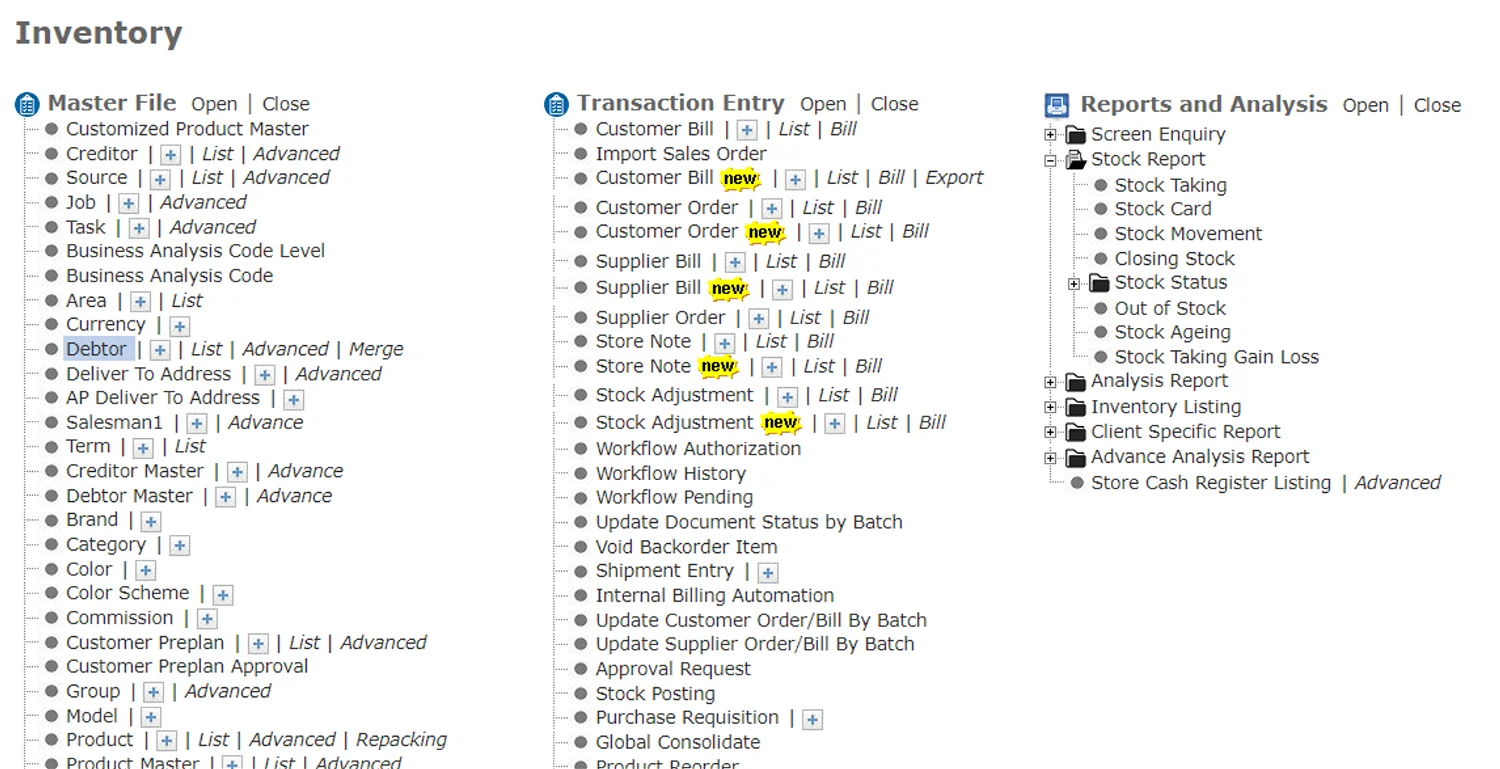 Inventory
Master File Open | Close
Customized Product Master
Creditor | + | List | Advanced
Source | + | List | Advanced
Job | + | Advanced
Task | + | Advanced
Business Analysis Code Level
Business Analysis Code
Area | + | List
Currency | +
Debtor | + | List | Advanced | Merge
Deliver To Address | + | Advanced
AP Deliver To Address | +
Salesman1 | + | Advance
Term | + | List
Creditor Master | + | Advance
Debtor Master | + | Advance
Brand | +
Category | +
Color | +
Color Scheme | +
Commission | +
Customer Preplan | + | List | Advanced
Customer Preplan Approval
Group | + | Advanced
Model | +
Product | + | List | Advanced | Repacking
Product Master | + | List | Advanced
Transaction Entry Open | Close
Customer Bill | + | List | Bill
Import Sales Order
Customer Bill new | + | List | Bill | Export
Customer Order | + | List | Bill
Customer Order new | + | List | Bill
Supplier Bill | + | List | Bill
Supplier Bill new | + | List | Bill
Supplier Order | + | List | Bill
Store Note | + | List | Bill
Store Note new | + | List | Bill
Stock Adjustment | + | List | Bill
Stock Adjustment new | + | List | Bill
Workflow Authorization
Workflow History
Workflow Pending
Update Document Status by Batch
Void Backorder Item
Shipment Entry | +
Internal Billing Automation
Update Customer Order/Bill By Batch
Update Supplier Order/Bill By Batch
Approval Request
Stock Posting
Purchase Requisition | +
Global Consolidate
Product Reorder
Reports and Analysis Open | Close
Screen Enquiry
Stock Report
Stock Taking
Stock Card
Stock Movement
Closing Stock
Stock Status
Out of Stock
Stock Ageing
Stock Taking Gain Loss
Analysis Report
Inventory Listing
Client Specific Report
Advance Analysis Report
Store Cash Register Listing | Advanced